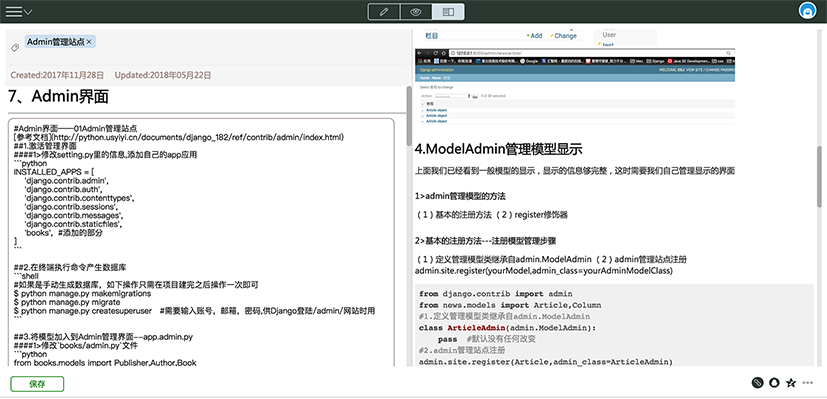 Admin管理站点 ×
Created:2017年11月28日 Updated:2018年05月22日
7、Admin界面
#Admin界面——01Admin管理站点
[参考文档](http://python.usyiyi.cn/documents/django_182/ref/contrib/admin/index.html)
##1.激活管理界面
####1>修改setting.py里的信息,添加自己的app应用
```python
INSTALLED_APPS = [
'django.contrib.admin',
'django.contrib.auth',
'django.contrib.contenttypes',
'django.contrib.sessions',
'django.contrib.messages',
'django.contrib.staticfiles',
'books', #添加的部分
]
```
##2.在终端执行命令产生数据库
```shell
#如果是手动生成数据库，如下操作只需在项目建完之后操作一次即可
$ python manage.py makemigrations
$ python manage.py migrate
$ python manage.py createsuperuser #需要输入账号，邮箱，密码,供Django登陆/admin/网站时用
```
##3.将模型加入到Admin管理界面--app.admin.py
####1>修改`books/admin.py`文件
```python
from books.models import Publisher,Author,Book
保存
栏目 +Add Change
User
127.0.0.1:8000/admin/news/article/
Django administration
Home › News › 
Select to change
Action
Article object
Article object
Article object
4.ModelAdmin管理模型显示
上面我们已经看到一般模型的显示，显示的信息够完整，这时需要我们自己管理显示的界面
1>admin管理模型的方法
（1）基本的注册方法 （2）register修饰器
2>基本的注册方法---注册模型管理步骤
（1）定义管理模型类继承自admin.ModelAdmin （2）admin管理站点注册
admin.site.register(yourModel,admin_class=yourAdminModelClass)
from django.contrib import admin
from news.models import Article,Column
#1.定义管理模型类继承自admin.ModelAdmin
class ArticleAdmin(admin.ModelAdmin):
pass #默认没有任何改变
#2.admin管理站点注册
admin.site.register(Article,admin_class=ArticleAdmin)